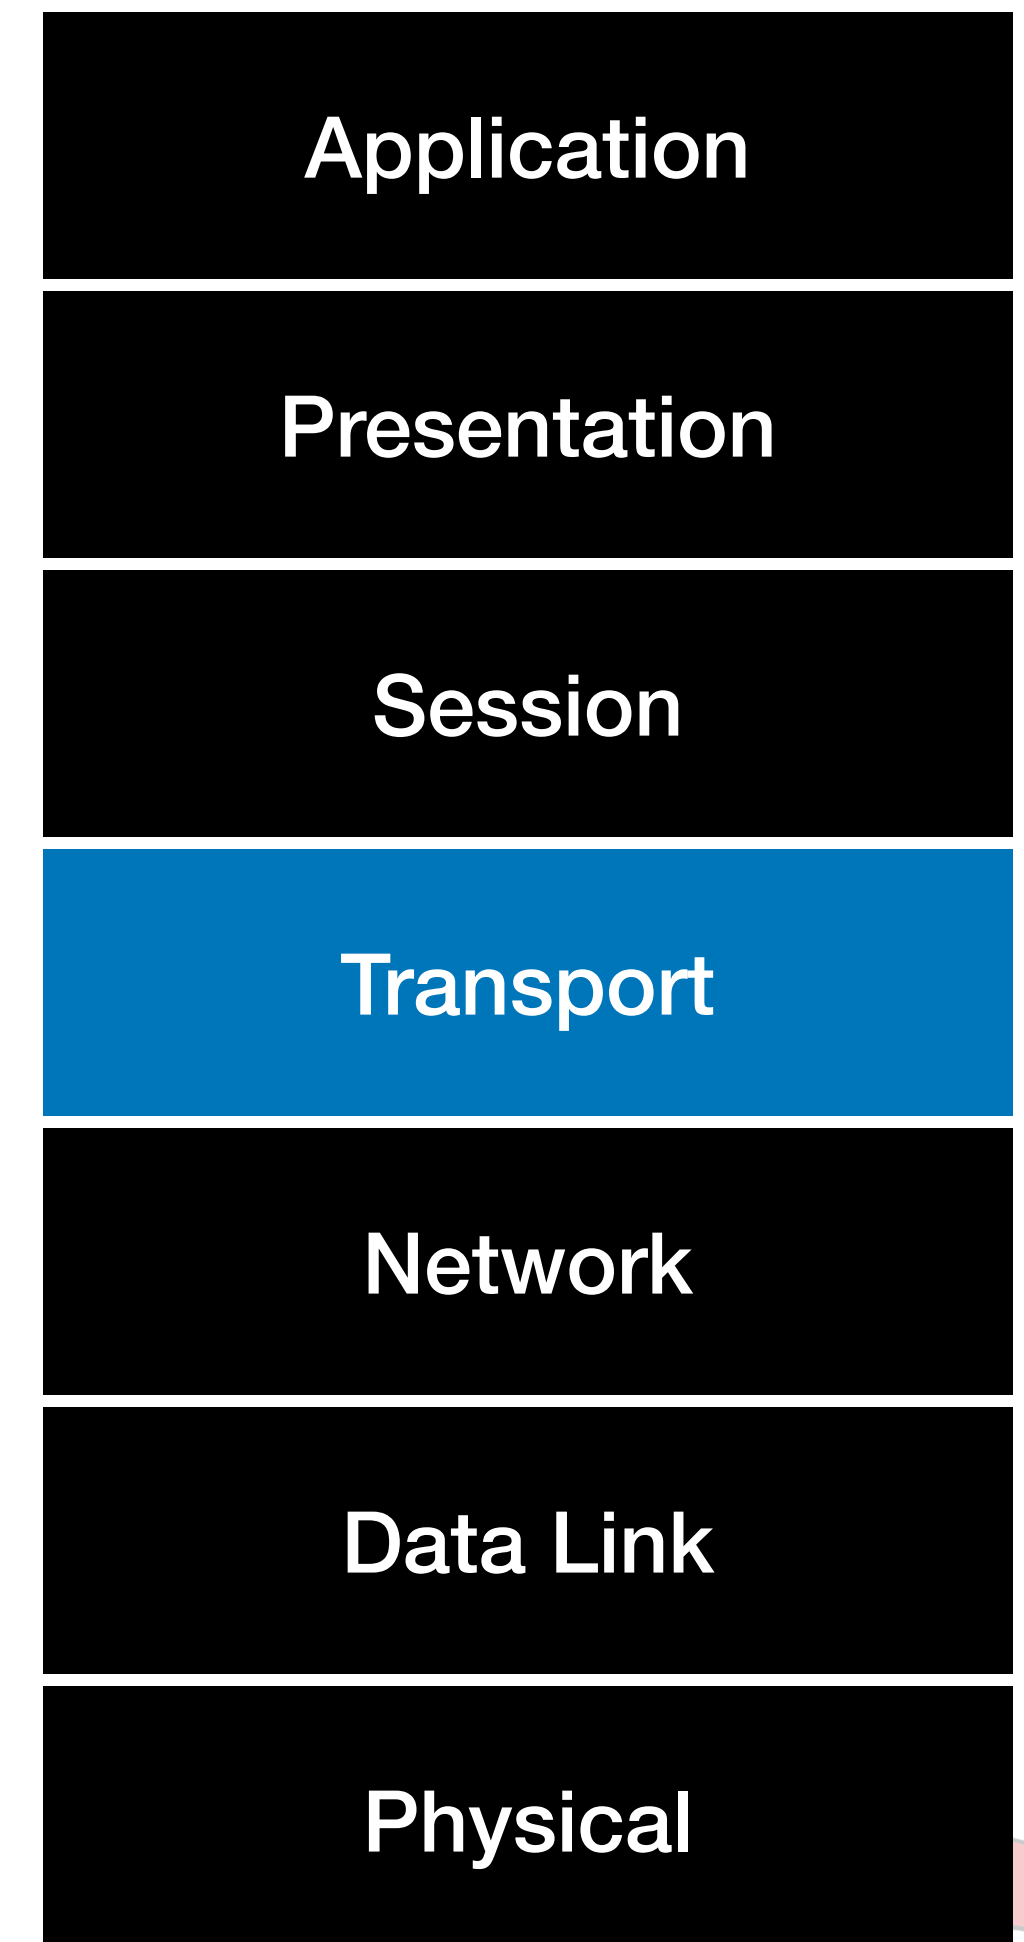 Application
Presentation
Session
Transport
Network
Data Link
Physical